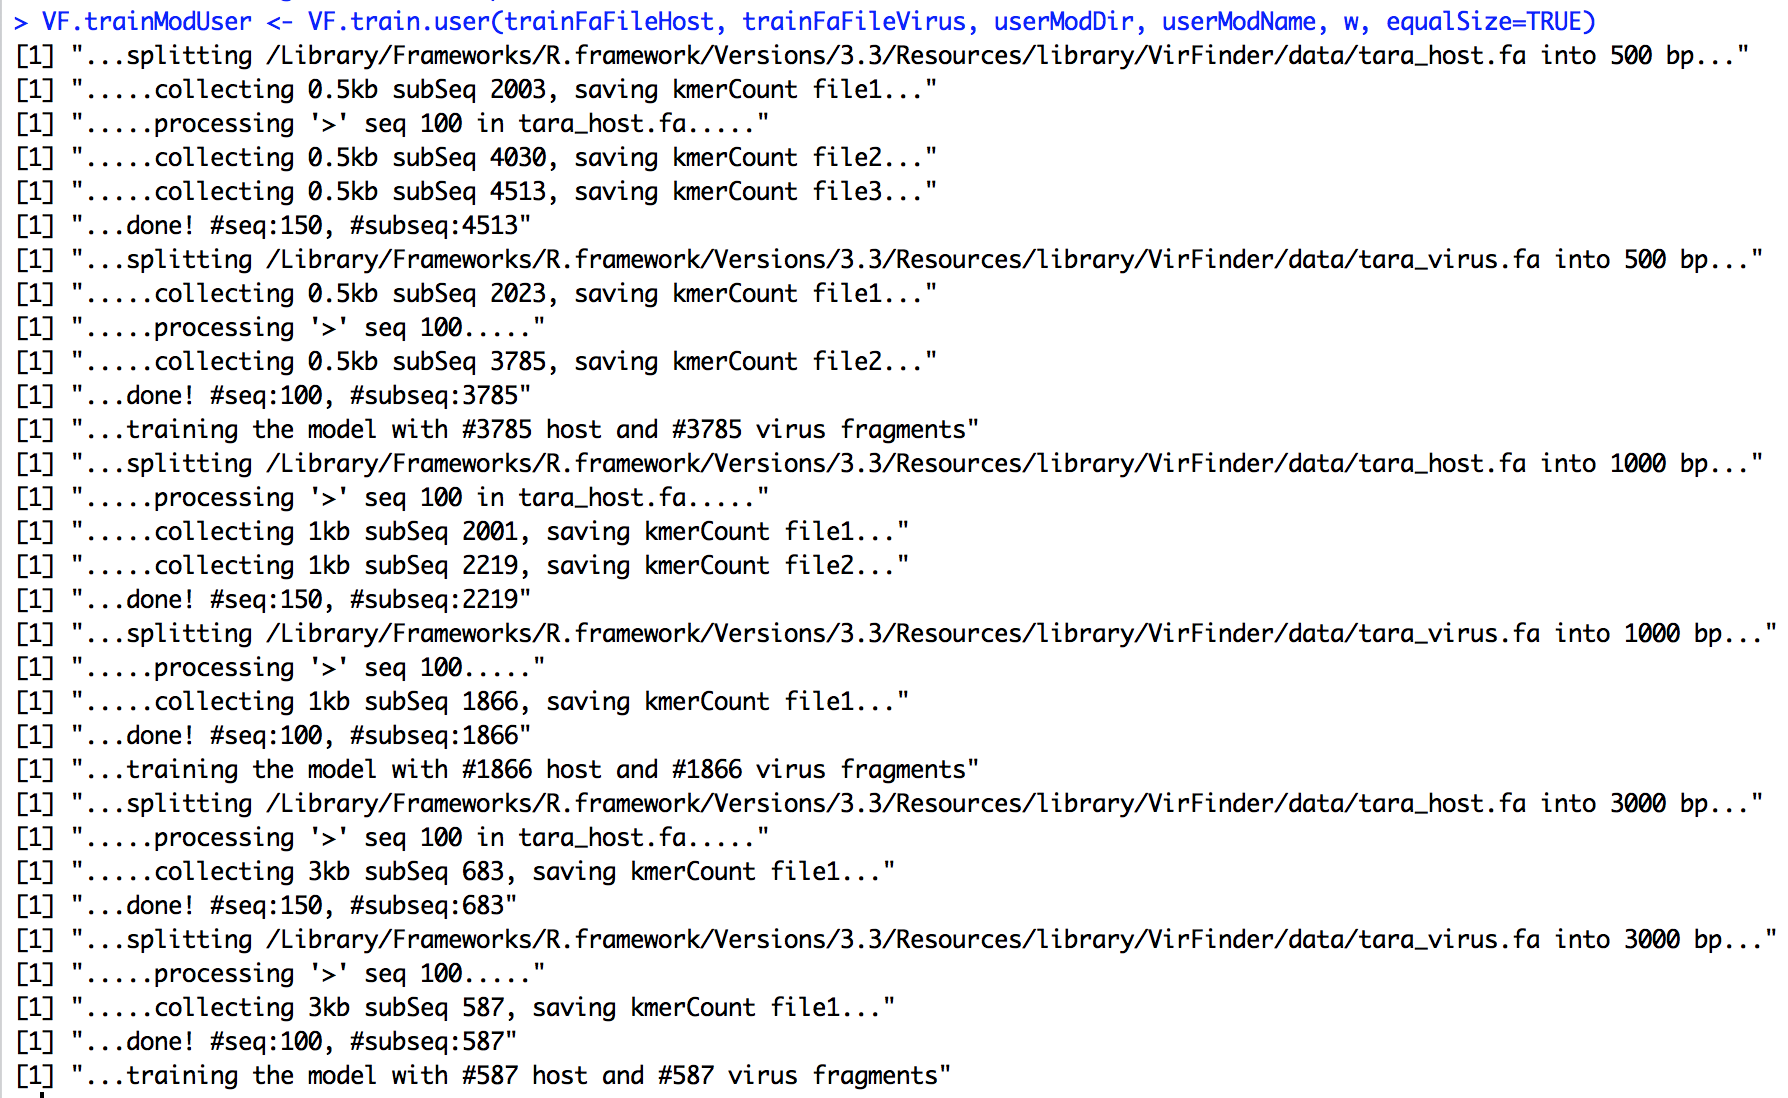 > VF.trainModUser <- VF.train.user(trainFaFileHost, trainFaFileVirus, userModDir, userModName, w, equalSize=TRUE)
[1] "...splitting /Library/Frameworks/R.framework/Versions/3.3/Resources/library/VirFinder/data/tara_host.fa into 500 bp..."
[1] ".....collecting 0.5kb subSeq 2003, saving kmerCount file1..."
[1] ".....processing '>' seq 100 in tara_host.fa....."
[1] ".....collecting 0.5kb subSeq 4030, saving kmerCount file2..."
[1] ".....collecting 0.5kb subSeq 4513, saving kmerCount file3..."
[1] "...done! #seq:150, #subseq:4513"
[1] "...splitting /Library/Frameworks/R.framework/Versions/3.3/Resources/library/VirFinder/data/tara_virus.fa into 500 bp..."
[1] ".....collecting 0.5kb subSeq 2023, saving kmerCount file1..."
[1] ".....processing '>' seq 100....."
[1] ".....collecting 0.5kb subSeq 3785, saving kmerCount file2..."
[1] "...done! #seq:100, #subseq:3785"
[1] "...training the model with #3785 host and #3785 virus fragments"
[1] "...splitting /Library/Frameworks/R.framework/Versions/3.3/Resources/library/VirFinder/data/tara_host.fa into 1000 bp..."
[1] ".....processing '>' seq 100 in tara_host.fa....."
[1] ".....collecting 1kb subSeq 2001, saving kmerCount file1..."
[1] ".....collecting 1kb subSeq 2219, saving kmerCount file2..."
[1] "...done! #seq:150, #subseq:2219"
[1] "...splitting /Library/Frameworks/R.framework/Versions/3.3/Resources/library/VirFinder/data/tara_virus.fa into 1000 bp..."
[1] ".....processing '>' seq 100....."
[1] ".....collecting 1kb subSeq 1866, saving kmerCount file1..."
[1] "...done! #seq:100, #subseq:1866"
[1] "...training the model with #1866 host and #1866 virus fragments"
[1] "...splitting /Library/Frameworks/R.framework/Versions/3.3/Resources/library/VirFinder/data/tara_host.fa into 3000 bp..."
[1] ".....processing '>' seq 100 in tara_host.fa....."
[1] ".....collecting 3kb subSeq 683, saving kmerCount file1..."
[1] "...done! #seq:150, #subseq:683"
[1] "...splitting /Library/Frameworks/R.framework/Versions/3.3/Resources/library/VirFinder/data/tara_virus.fa into 3000 bp..."
[1] ".....processing '>' seq 100....."
[1] ".....collecting 3kb subSeq 587, saving kmerCount file1..."
[1] "...done! #seq:100, #subseq:587"
[1] "...training the model with #587 host and #587 virus fragments"